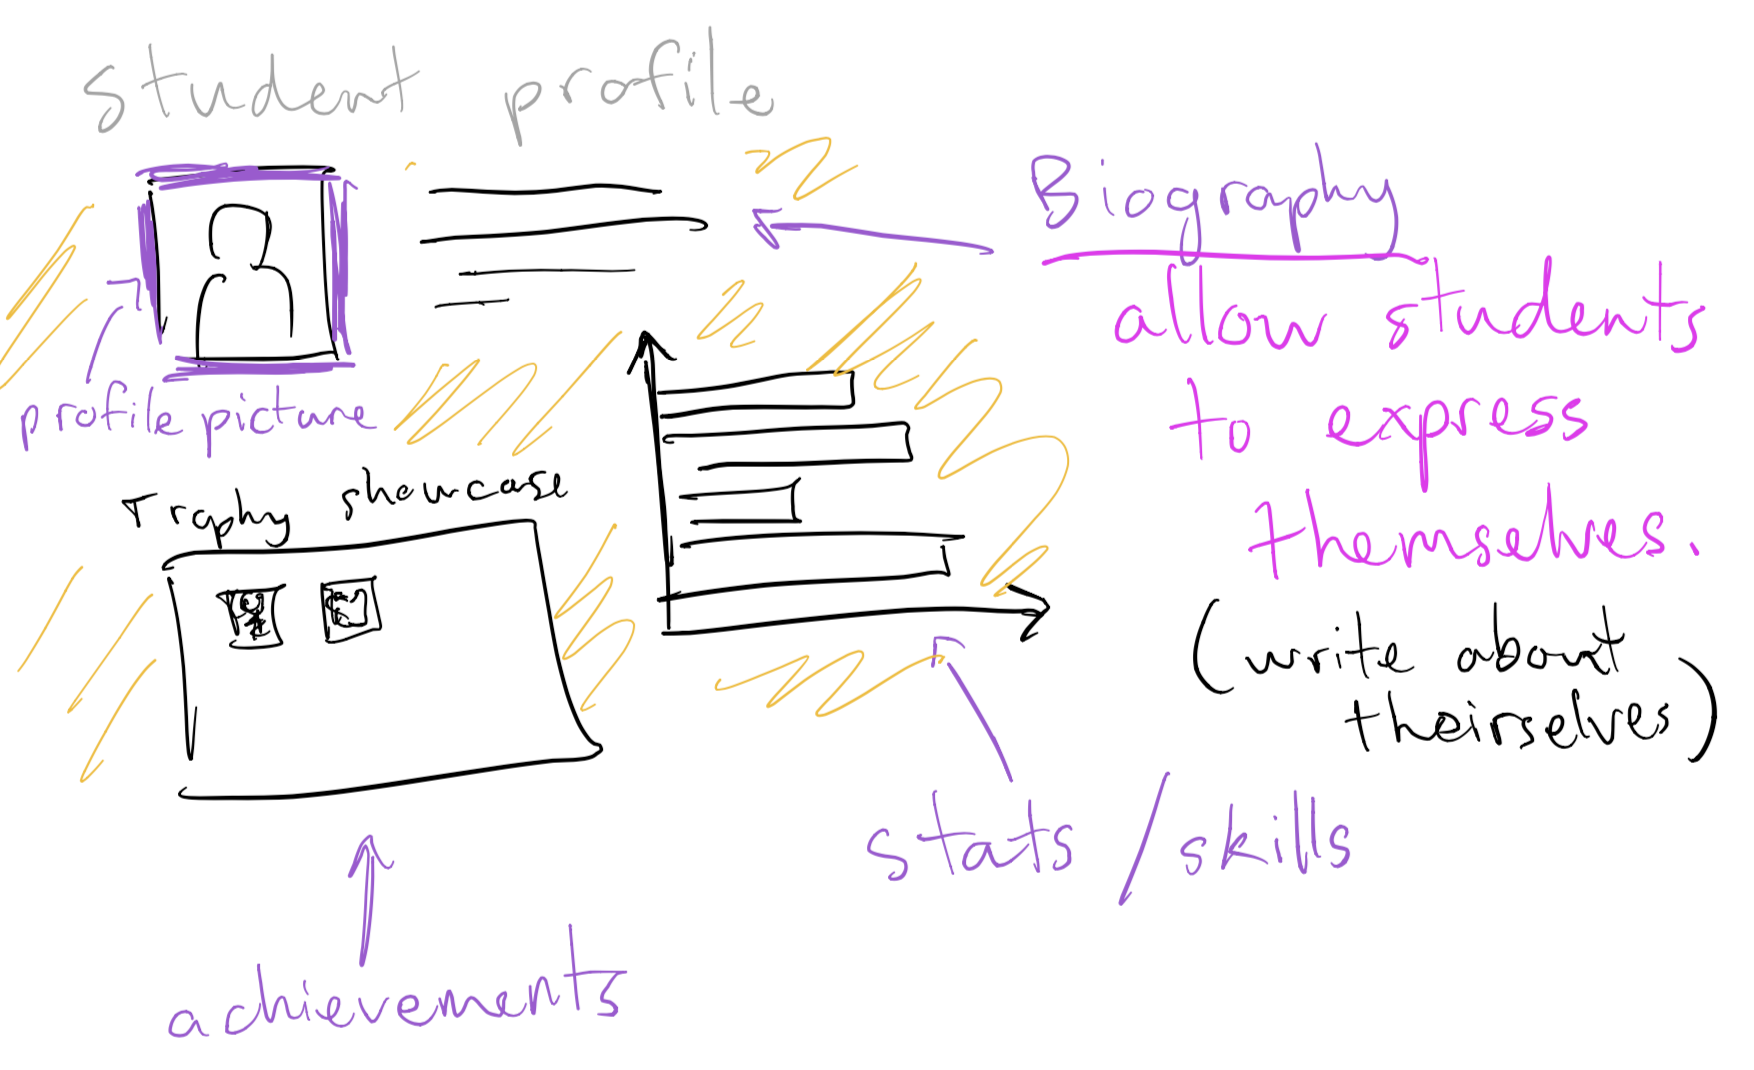 student profile
Biography
allow students
to express
themselves.
(write about
theirselves)
profile picture
Trophy showcase
stats / skills
achievements